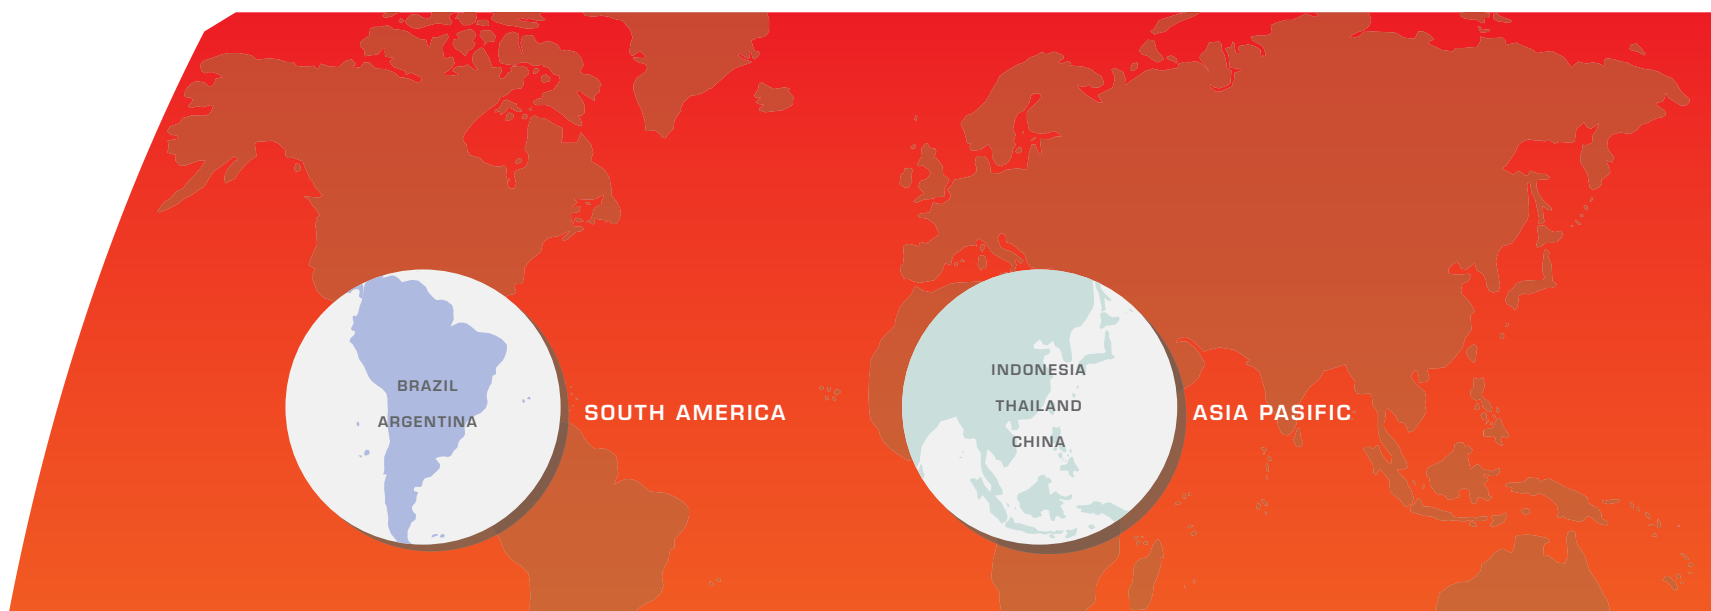 BRAZIL
ARGENTINA
SOUTH AMERICA
INDONESIA
THAILAND
CHINA
ASIA PASIFIC